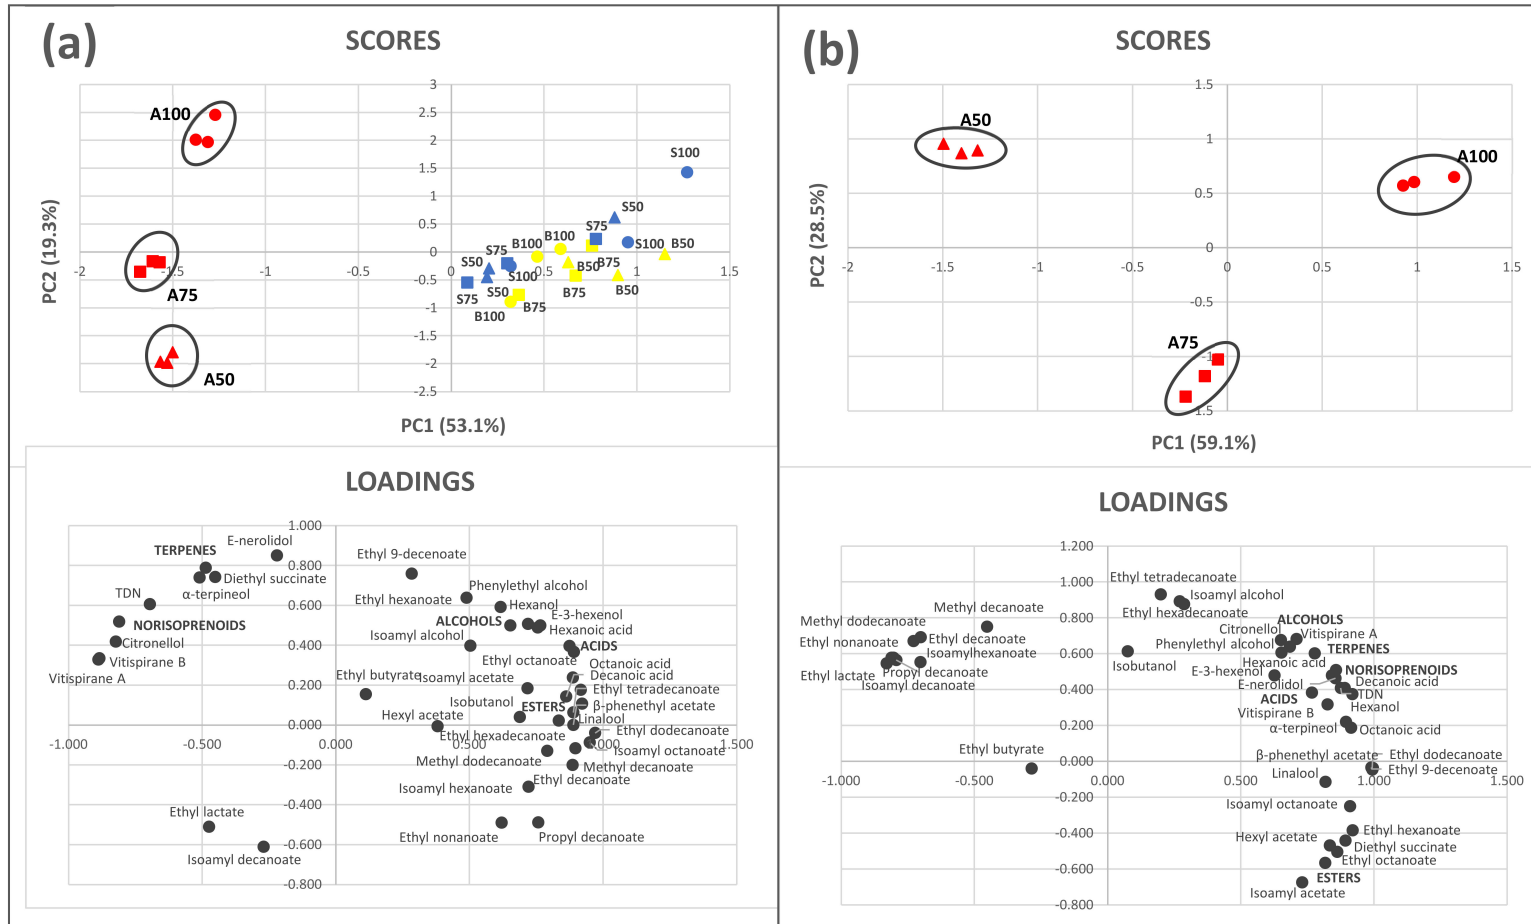 (a)
SCORES
3
2.5
2
1.5
1
0.5
0
-0.5
-1
-1.5
-2
-2.5
-2
-1.5
-1
-0.5
0
0.5
1
1.5
A100
A75
A50
S100
S50
S75
B100
B100
S100
B50
S75
S50
B50
B75
S100
S50
B75
B50
S75
B75
B100
PC2 (19.3%)
PC1 (53.1%)
(b)
SCORES
1.5
1
0.5
0
-0.5
-1
1.5
-2
-1.5
-1
-0.5
0
0.5
1
1.5
A50
A100
A75
PC2 (28.5%)
PC1 (59.1%)
LOADINGS
1.000
0.800
0.600
0.400
0.200
0.000
-0.200
-0.400
-0.600
-0.800
-1.000
-0.500
0.000
0.500
1.500
E-nerolidol
TERPENES
Diethyl succinate
α-terpineol
TDN
NORISOPRENOIDS
Citronellol
Vitispirane B
Vitispirane A
Ethyl 9-decenoate
Phenylethyl alcohol
Ethyl hexanoate
Hexanol
E-3-hexenol
ALCOHOLS
Hexanoic acid
Isoamyl alcohol
ACIDS
Ethyl octanoate
Octanoic acid
Decanoic acid
Ethyl butyrate
Isoamyl acetate
Ethyl tetradecanoate
Isobutanol
ESTERS
β-phenethyl acetate
Hexyl acetate
Linalool
Ethyl hexadecanoate
Ethyl dodecanoate
Isoamyl octanoate
Methyl dodecanoate
Methyl decanoate
Ethyl decanoate
Isoamyl hexanoate
Ethyl lactate
Ethyl nonanoate
Propyl decanoate
Isoamyl decanoate
LOADINGS
1.200
1.000
0.800
0.600
0.400
0.200
0.000
-0.200
-0.400
-0.600
-0.800
-1.000
-0.500
0.000
0.500
1.000
1.500
Ethyl tetradecanoate
Isoamyl alcohol
Methyl decanoate
Ethyl hexadecanoate
Methyl dodecanoate
ALCOHOLS
Citronellol
Vitispirane A
Ethyl nonanoate
Ethyl decanoate
Phenylethyl alcohol
TERPENES
Isoamylhexanoate
Isobutanol
Hexanoic acid
Ethyl lactate
Propyl decanoate
E-3-hexenol
NORISOPRENOIDS
Isoamyl decanoate
E-nerolidol
Decanoic acid
ACIDS
TDN
Hexanol
Vitispirane B
α-terpineol
Octanoic acid
Ethyl butyrate
β-phenethyl acetate
Ethyl dodecanoate
Linalool
Ethyl 9-decenoate
Isoamyl octanoate
Hexyl acetate
Ethyl hexanoate
Diethyl succinate
Ethyl octanoate
ESTERS
Isoamyl acetate